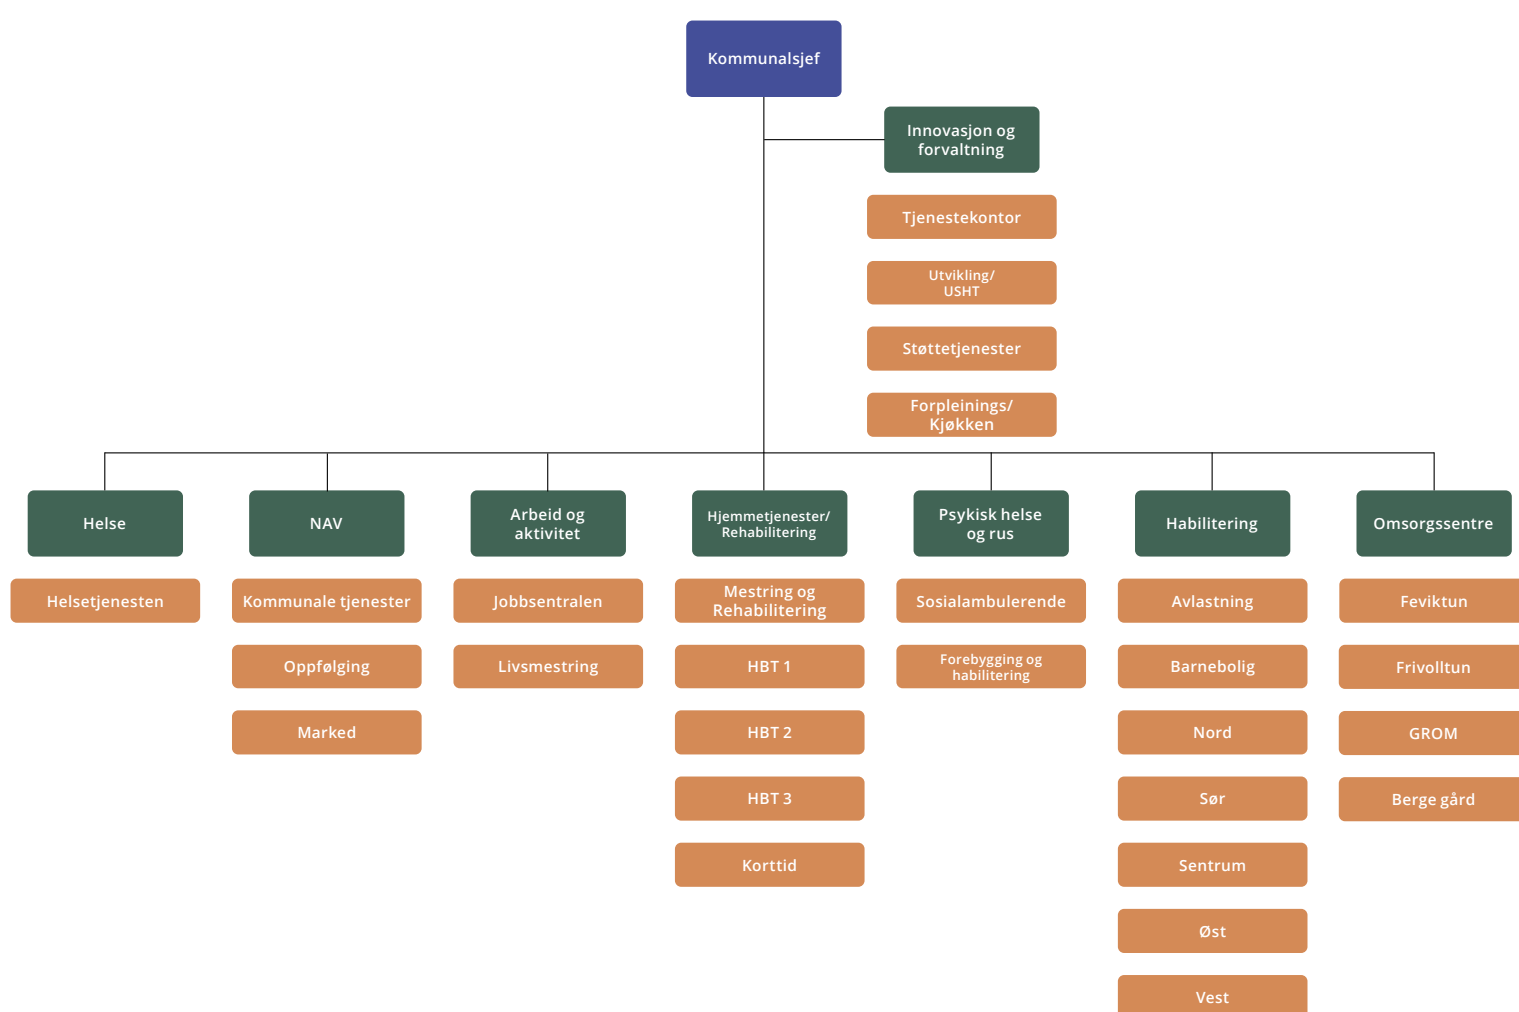 Kommunalsjef
Innovasjon og
forvaltning
Tjenestekontor
Utvikling/
USHT
Støttetjenester
Forpleinings/
Kjøkken
Helse
Helsetjenesten
NAV
Kommunale tjenester
Oppfølging
Marked
Arbeid og
aktivitet
Jobbsentralen
Livsmestring
Hjemmetjenester/
Rehabilitering
Mestring og
Rehabilitering
HBT 1
HBT 2
HBT 3
Korttid
Psykisk helse
og rus
Sosialambulerende
Forebygging og
habilitering
Habilitering
Avlastning
Barnebolig
Nord
Sør
Sentrum
Øst
Vest
Omsorgssentre
Feviktun
Frivolltun
GROM
Berge gård